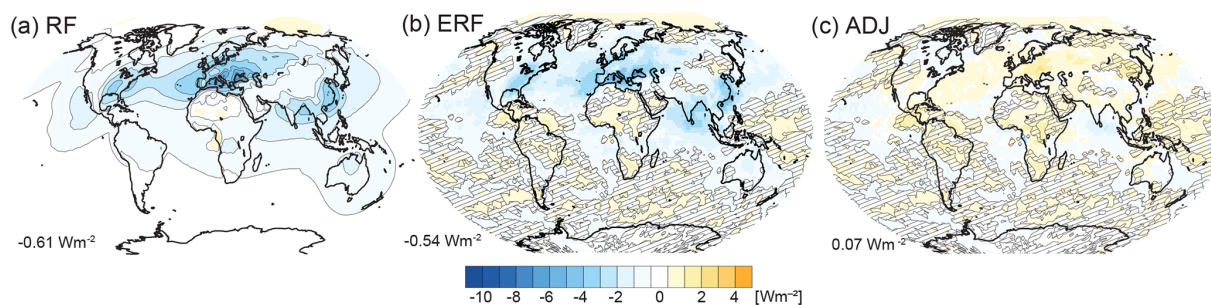 (a) RF
(b) ERF
(c) ADJ
-0.61 Wm⁻²
-0.54 Wm⁻²
0.07 Wm⁻²
-10 -8 -6 -4 -2 0 2 4 [Wm⁻²]